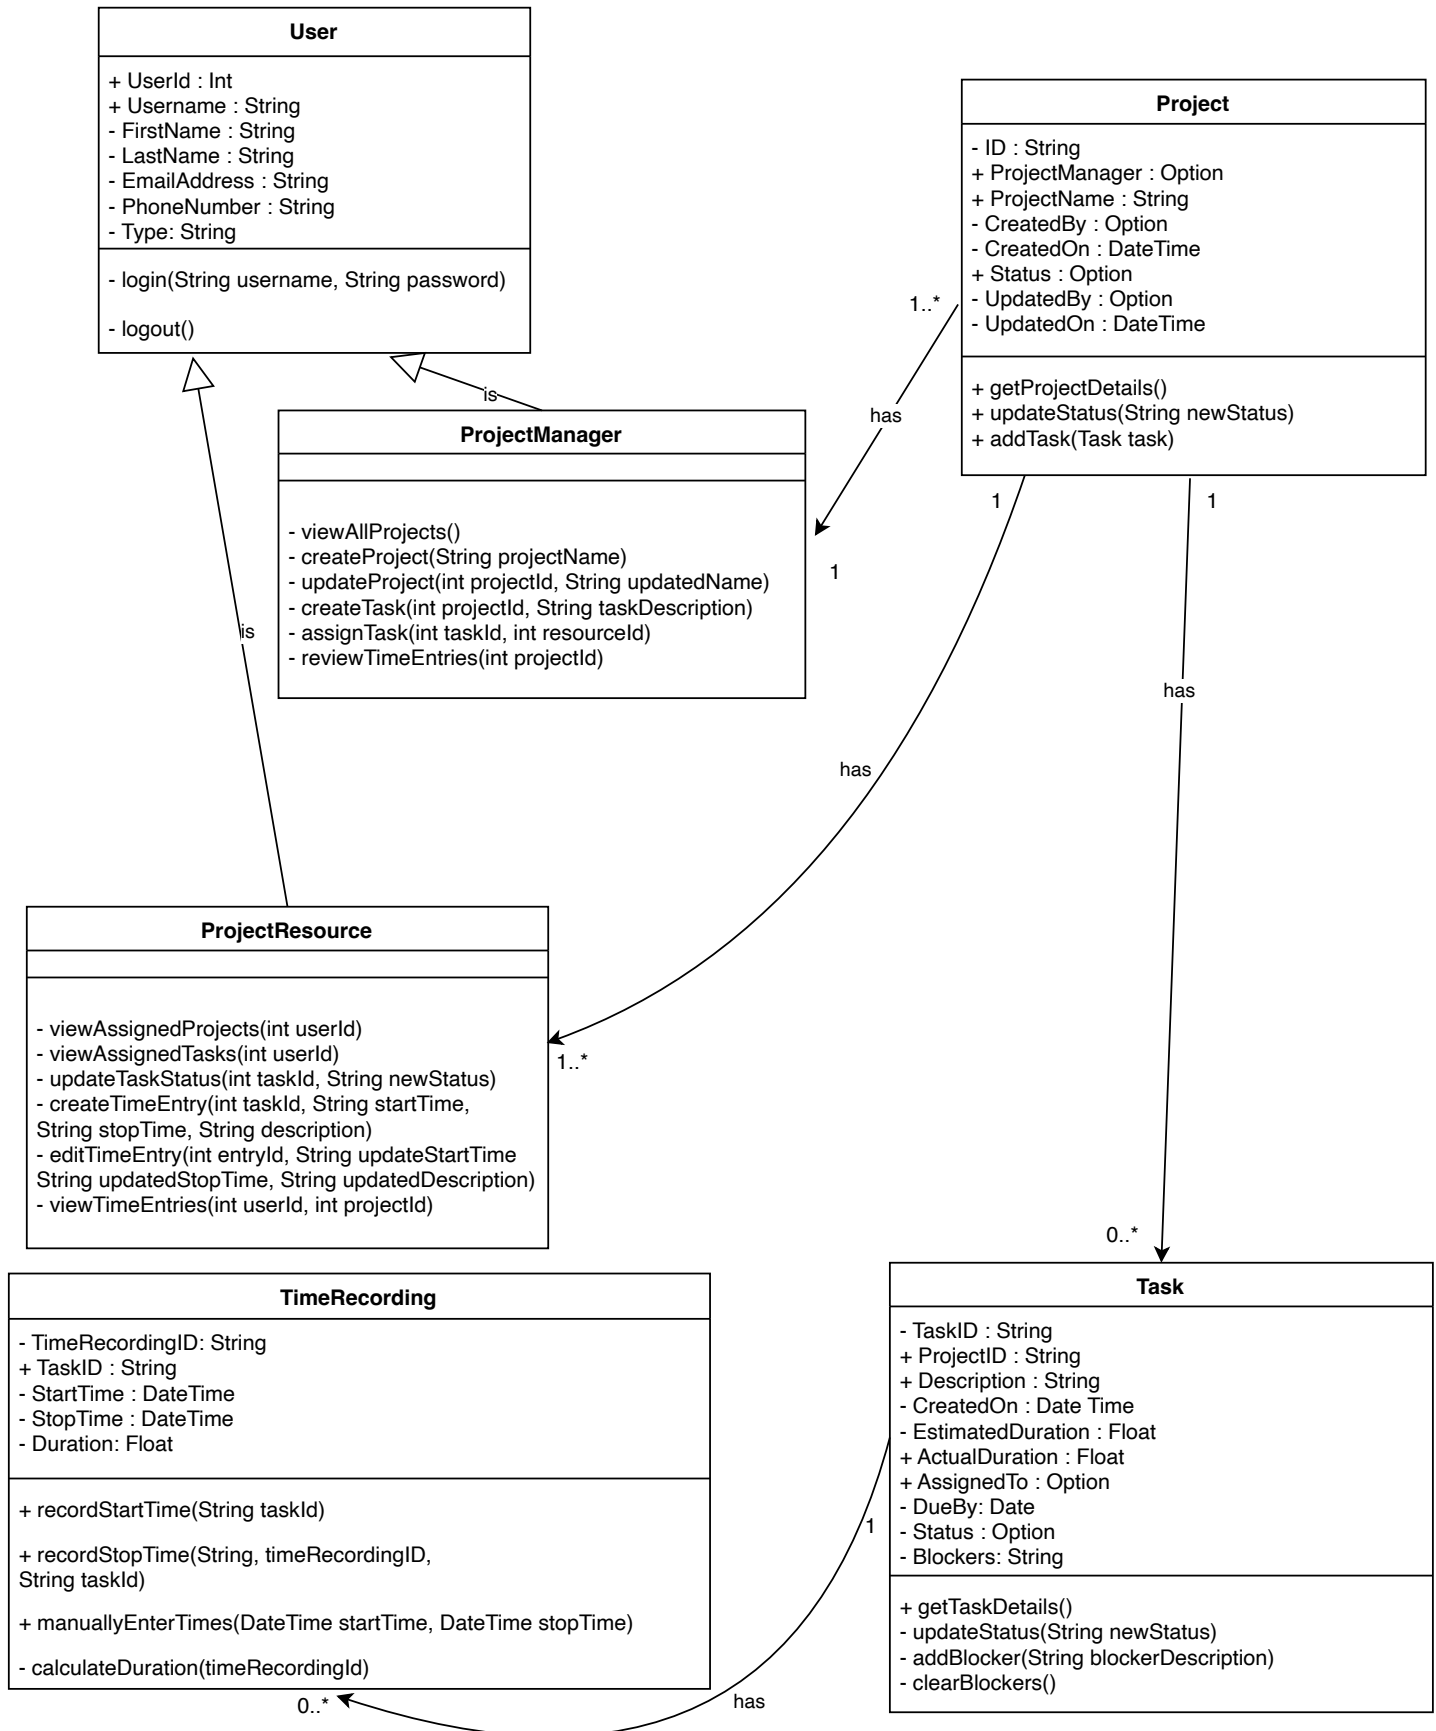 User
+ UserId : Int
+ Username : String
- FirstName : String
- LastName : String
- EmailAddress : String
- PhoneNumber : String
- Type: String
- login(String username, String password)
- logout()
Project
- ID : String
+ ProjectManager : Option
+ ProjectName : String
- CreatedBy : Option
- CreatedOn : DateTime
+ Status : Option
- UpdatedBy : Option
- UpdatedOn : DateTime
+ getProjectDetails()
+ updateStatus(String newStatus)
+ addTask(Task task)
1..*
has
1
is
ProjectManager
- viewAllProjects()
- createProject(String projectName)
- updateProject(int projectId, String updatedName)
- createTask(int projectId, String taskDescription)
- assignTask(int taskId, int resourceId)
- reviewTimeEntries(int projectId)
is
1
has
1..*
1
has
0..*
ProjectResource
- viewAssignedProjects(int userId)
- viewAssignedTasks(int userId)
- updateTaskStatus(int taskId, String newStatus)
- createTimeEntry(int taskId, String startTime,
String stopTime, String description)
- editTimeEntry(int entryId, String updateStartTime
String updatedStopTime, String updatedDescription)
- viewTimeEntries(int userId, int projectId)
TimeRecording
- TimeRecordingID: String
+ TaskID : String
- StartTime : DateTime
- StopTime : DateTime
- Duration: Float
+ recordStartTime(String taskId)
+ recordStopTime(String, timeRecordingID,
String taskId)
+ manuallyEnterTimes(DateTime startTime, DateTime stopTime)
- calculateDuration(timeRecordingId)
Task
- TaskID : String
+ ProjectID : String
+ Description : String
- CreatedOn : Date Time
- EstimatedDuration : Float
+ ActualDuration : Float
+ AssignedTo : Option
- DueBy: Date
- Status : Option
- Blockers: String
+ getTaskDetails()
- updateStatus(String newStatus)
- addBlocker(String blockerDescription)
- clearBlockers()
1
has
0..*